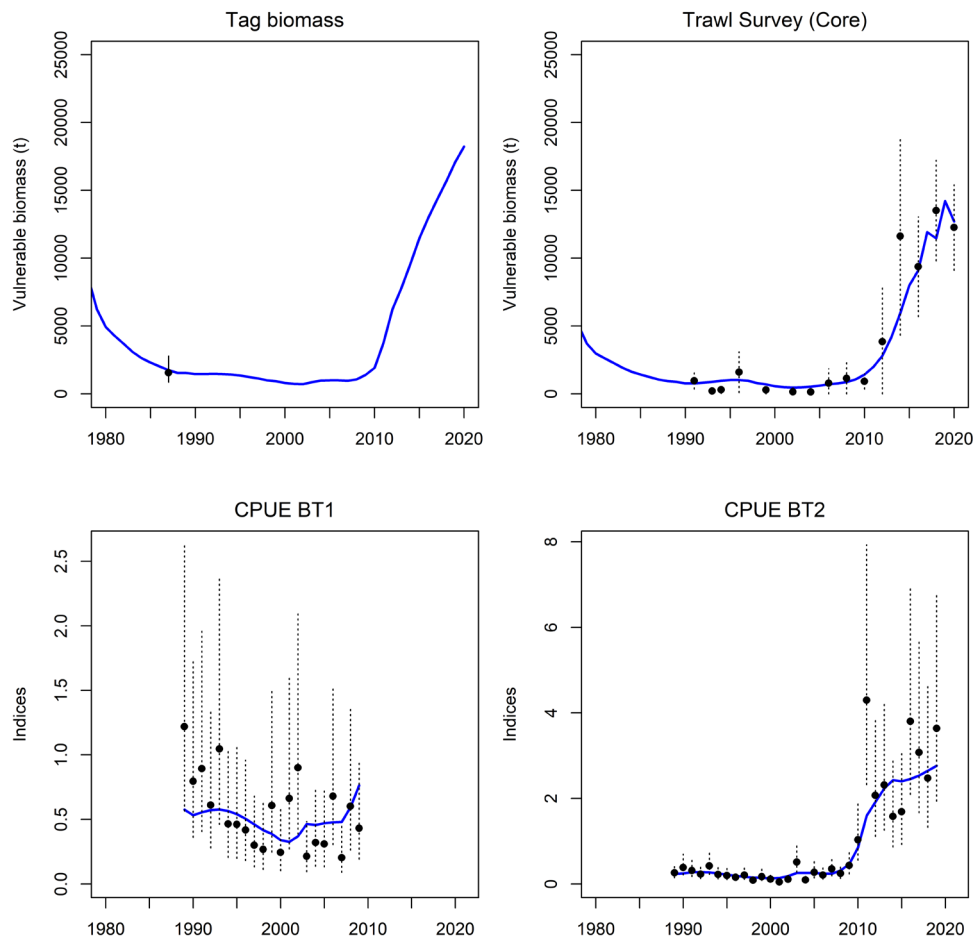 Tag biomass
Vulnerable biomass (t)
25000
20000
15000
10000
5000
0
1980 1990 2000 2010 2020
Trawl Survey (Core)
Vulnerable biomass (t)
25000
20000
15000
10000
5000
0
1980 1990 2000 2010 2020
CPUE BT1
Indices
2.5
2.0
1.5
1.0
0.5
0.0
1980 1990 2000 2010 2020
CPUE BT2
Indices
8
6
4
2
0
1980 1990 2000 2010 2020